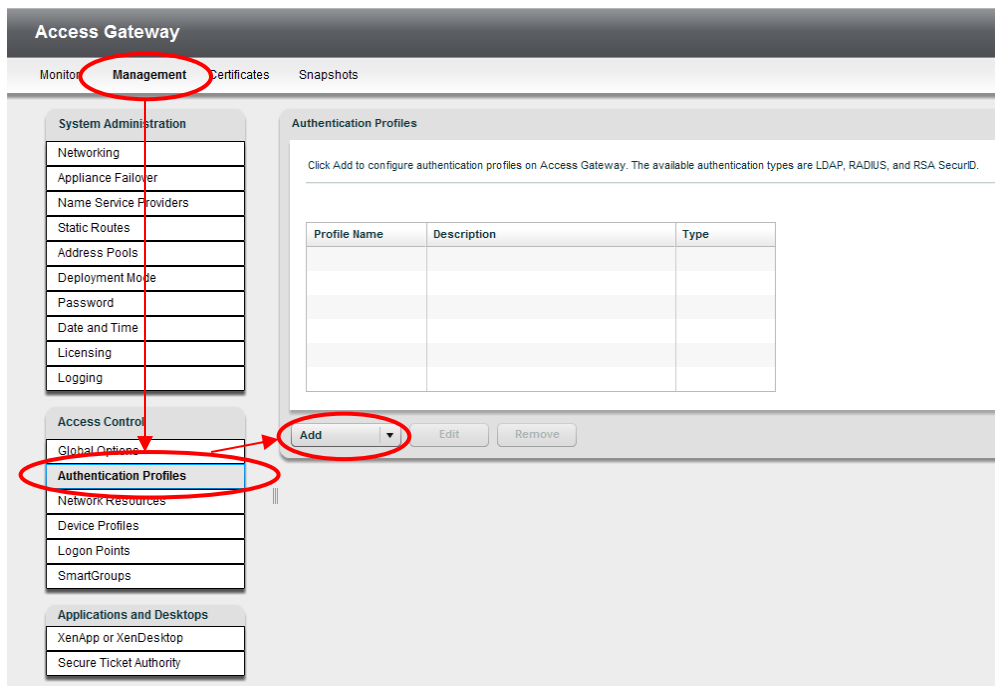 Access Gateway
Monitor Management Certificates Snapshots
System Administration
Networking
Appliance Failover
Name Service Providers
Static Routes
Address Pools
Deployment Mode
Password
Date and Time
Licensing
Logging
Access Control
Global Options
Authentication Profiles
Network Resources
Device Profiles
Logon Points
SmartGroups
Applications and Desktops
XenApp or XenDesktop
Secure Ticket Authority
Authentication Profiles
Click Add to configure authentication profiles on Access Gateway. The available authentication types are LDAP, RADIUS, and RSA SecurID.
Profile Name Description Type
Add Edit Remove